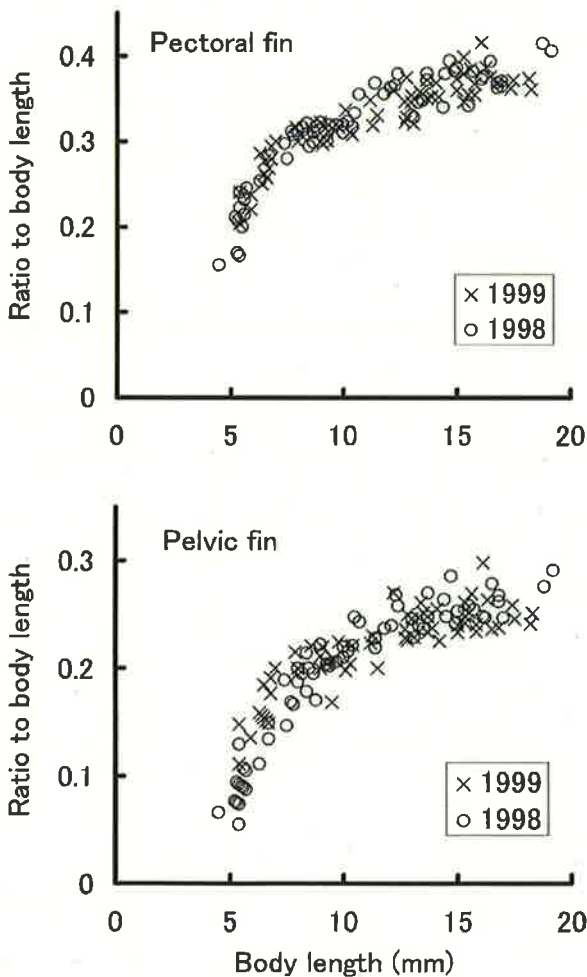 Pectoral fin
Ratio to body length
0.4
0.3
0.2
0.1
0
× 1999
○ 1998
0 5 10 15 20
Pelvic fin
Ratio to body length
0.3
0.2
0.1
0
× 1999
○ 1998
0 5 10 15 20
Body length (mm)